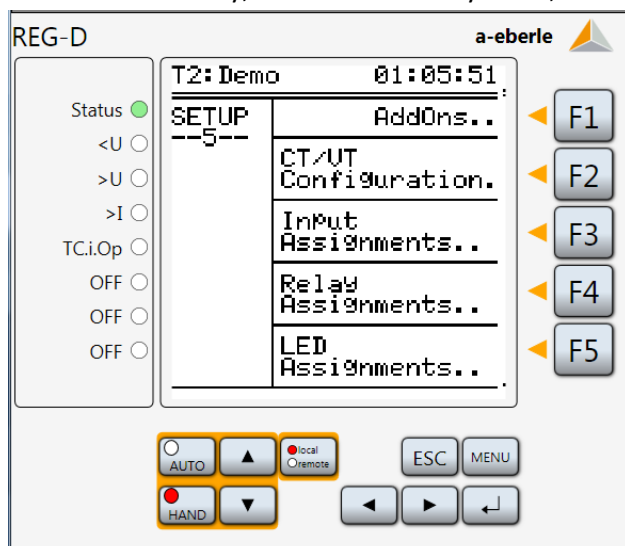 REG-D
a-eberle
T2:Demo 01:05:51
SETUP
--5--
AddOns..
CT/VT
Configuration.
Input
Assignments..
Relay
Assignments..
LED
Assignments..
Status
<U
>U
>I
TC.i.Op
OFF
OFF
OFF
F1
F2
F3
F4
F5
AUTO
local
remote
ESC
MENU
HAND